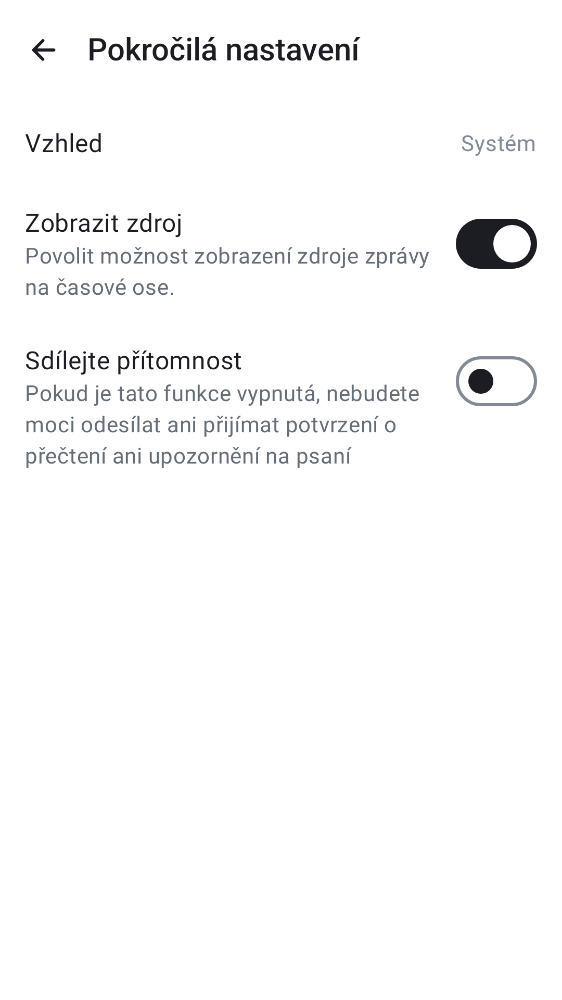 Pokročilá nastavení
Vzhled
Systém
Zobrazit zdroj
Povolit možnost zobrazení zdroje zprávy
na časové ose.
Sdílejte přítomnost
Pokud je tato funkce vypnutá, nebudete
moci odesílat ani přijímat potvrzení o
přečtení ani upozornění na psaní